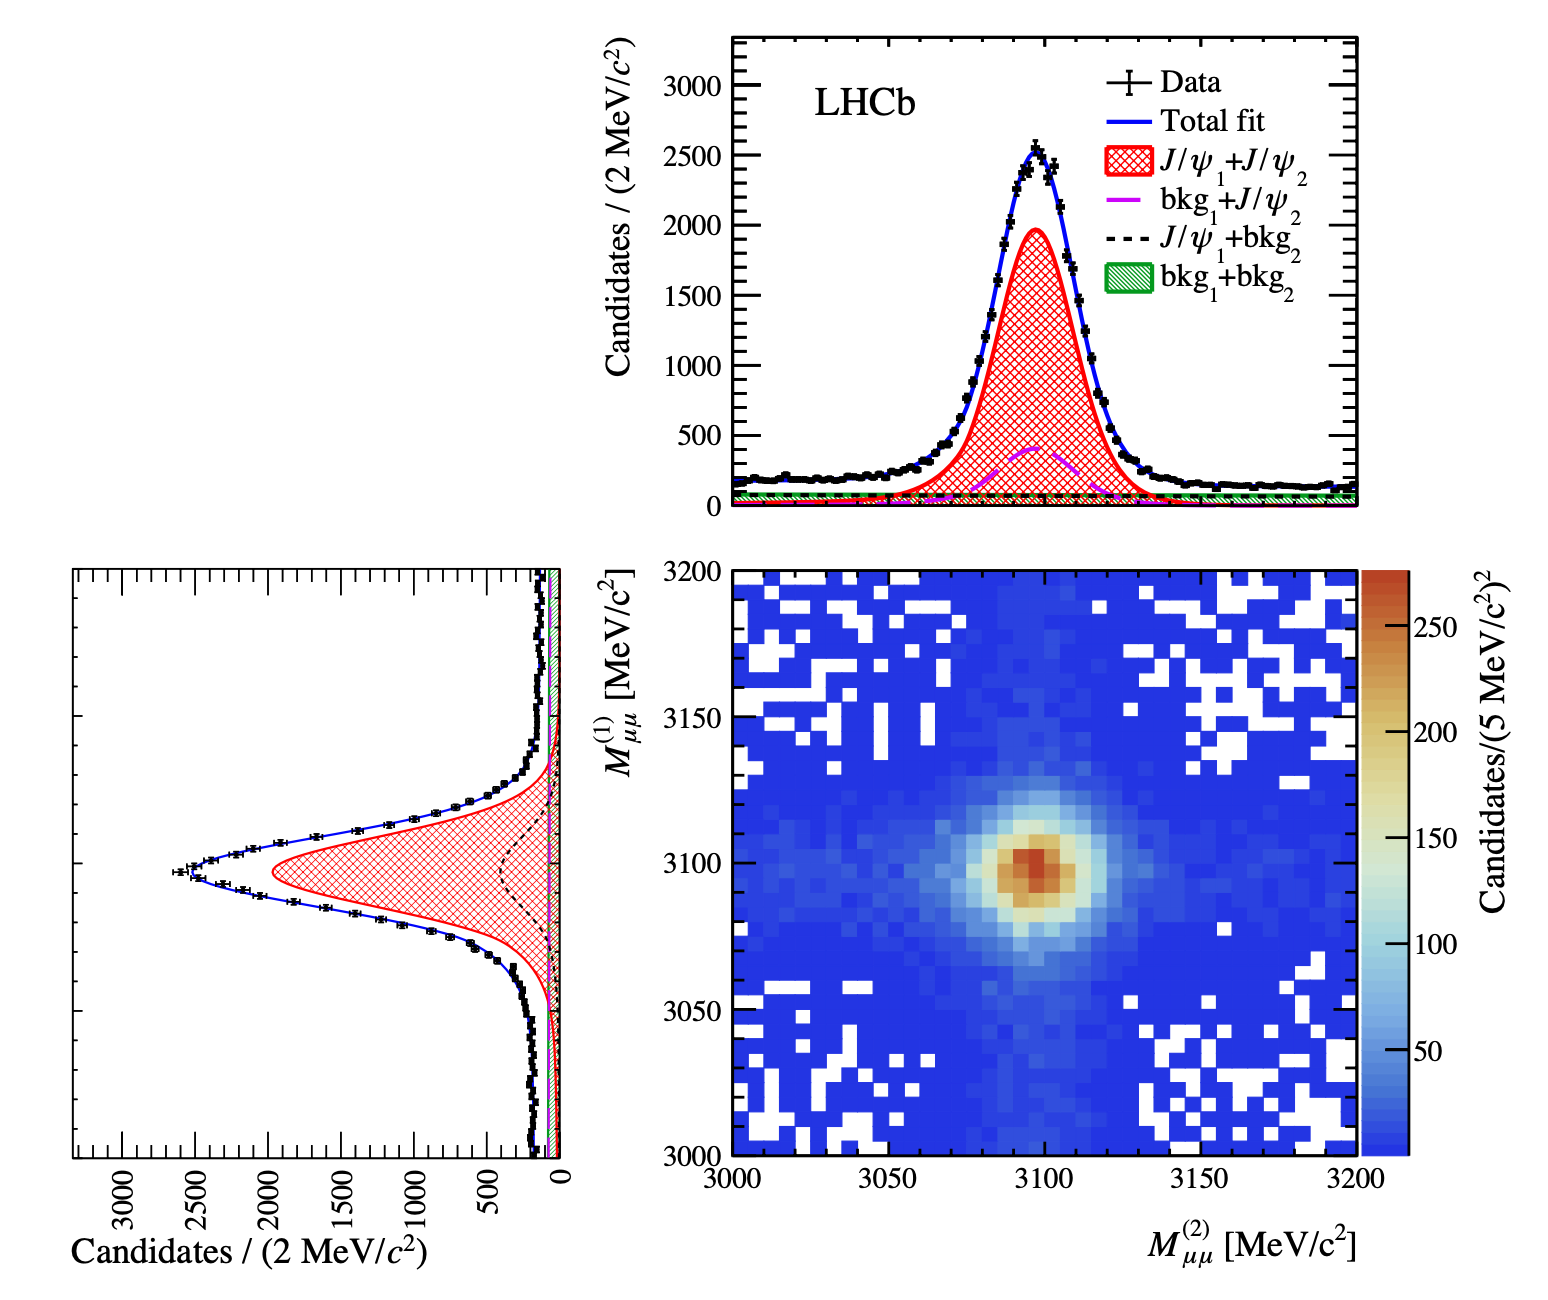 Candidates / (2 MeV/c²)
3000
2500
2000
1500
1000
500
0
LHCb
Data
Total fit
J/ψ₁+J/ψ₂
bkg₁+J/ψ₂
J/ψ₁+bkg₂
bkg₁+bkg₂
3000
2500
2000
1500
1000
500
0
Candidates / (2 MeV/c²)
M_μμ^(1) [MeV/c²]
3200
3150
3100
3050
3000
3000
3050
3100
3150
3200
M_μμ^(2) [MeV/c²]
250
200
150
100
50
Candidates/(5 MeV/c²)²